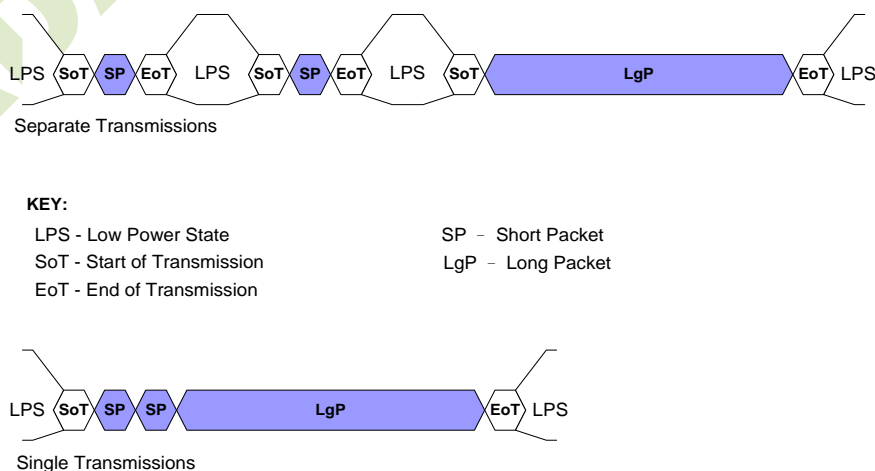 LPS SoT SP EoT LPS SoT SP EoT LPS SoT LgP EoT LPS
Separate Transmissions
KEY:
LPS - Low Power State SP – Short Packet
SoT - Start of Transmission LgP – Long Packet
EoT - End of Transmission
LPS SoT SP SP LgP EoT LPS
Single Transmissions